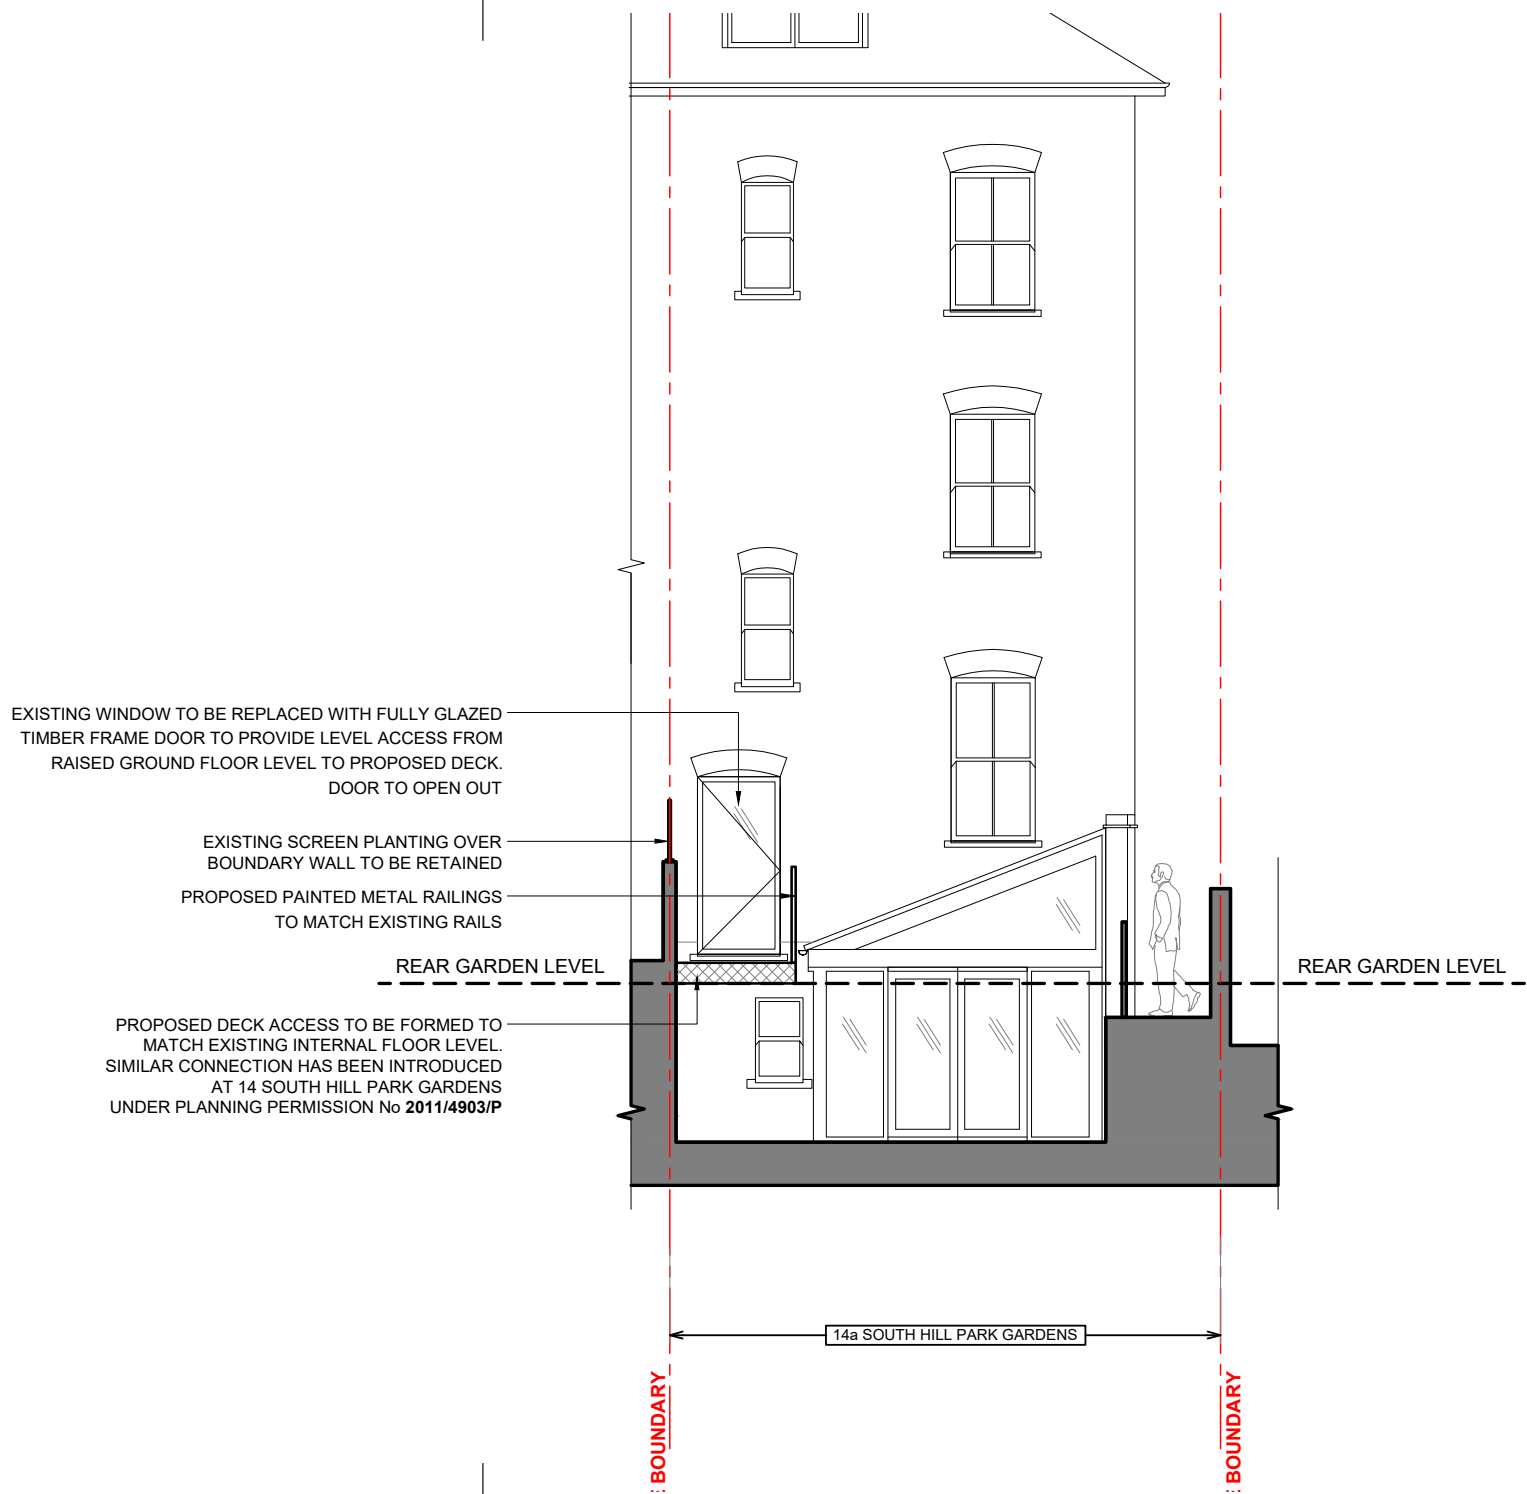 EXISTING WINDOW TO BE REPLACED WITH FULLY GLAZED
TIMBER FRAME DOOR TO PROVIDE LEVEL ACCESS FROM
RAISED GROUND FLOOR LEVEL TO PROPOSED DECK.
DOOR TO OPEN OUT
EXISTING SCREEN PLANTING OVER
BOUNDARY WALL TO BE RETAINED
PROPOSED PAINTED METAL RAILINGS
TO MATCH EXISTING RAILS
REAR GARDEN LEVEL
REAR GARDEN LEVEL
PROPOSED DECK ACCESS TO BE FORMED TO
MATCH EXISTING INTERNAL FLOOR LEVEL.
SIMILAR CONNECTION HAS BEEN INTRODUCED
AT 14 SOUTH HILL PARK GARDENS
UNDER PLANNING PERMISSION No 2011/4903/P
14a SOUTH HILL PARK GARDENS
BOUNDARY
BOUNDARY